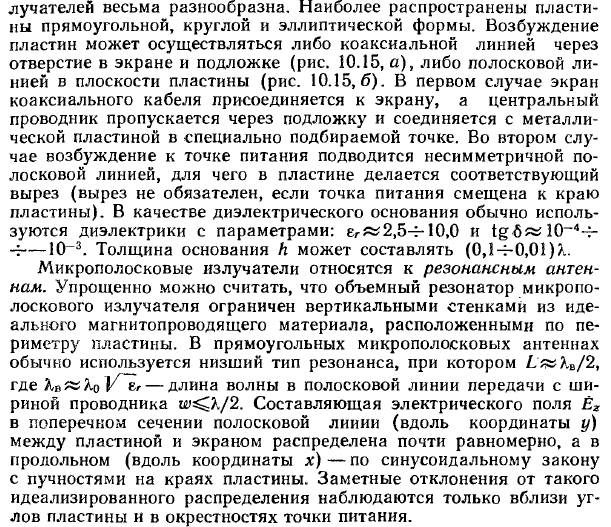 лучателей весьма разнообразна. Наиболее распространены пласти-
ны прямоугольной, круглой и эллиптической формы. Возбуждение
пластин может осуществляться либо коаксиальной линией через
отверстие в экране и подложке (рис. 10.15, а), либо полосковой ли-
нией в плоскости пластины (рис. 10.15, б). В первом случае экран
коаксиального кабеля присоединяется к экрану, а центральный
проводник пропускается через подложку и соединяется с металли-
ческой пластиной в специально подбираемой точке. Во втором слу-
чае возбуждение к точке питания подводится несимметричной по-
лосковой линией, для чего в пластине делается соответствующий
вырез (вырез не обязателен, если точка питания смещена к краю
пластины). В качестве диэлектрического основания обычно исполь-
зуются диэлектрики с параметрами: εr≈2,5÷10,0 и tgδ≈10⁻⁴÷
÷—10⁻³. Толщина основания h может составлять (0,1÷0,01)λ.
Микрополосковые излучатели относятся к резонансным антен-
нам. Упрощенно можно считать, что объемный резонатор микропо-
лоскового излучателя ограничен вертикальными стенками из иде-
ального магнитопроводящего материала, расположенными по пе-
риметру пластины. В прямоугольных микрополосковых антеннах
обычно используется низший тип резонанса, при котором L≈λв/2,
где λв≈λ0√εr — длина волны в полосковой линии передачи с ши-
риной проводника w⩽λ/2. Составляющая электрического поля Ėz
в поперечном сечении полосковой линии (вдоль координаты y)
между пластиной и экраном распределена почти равномерно, а в
продольном (вдоль координаты x) — по синусоидальному закону
с пучностями на краях пластины. Заметные отклонения от такого
идеализированного распределения наблюдаются только вблизи уг-
лов пластины и в окрестностях точки питания.